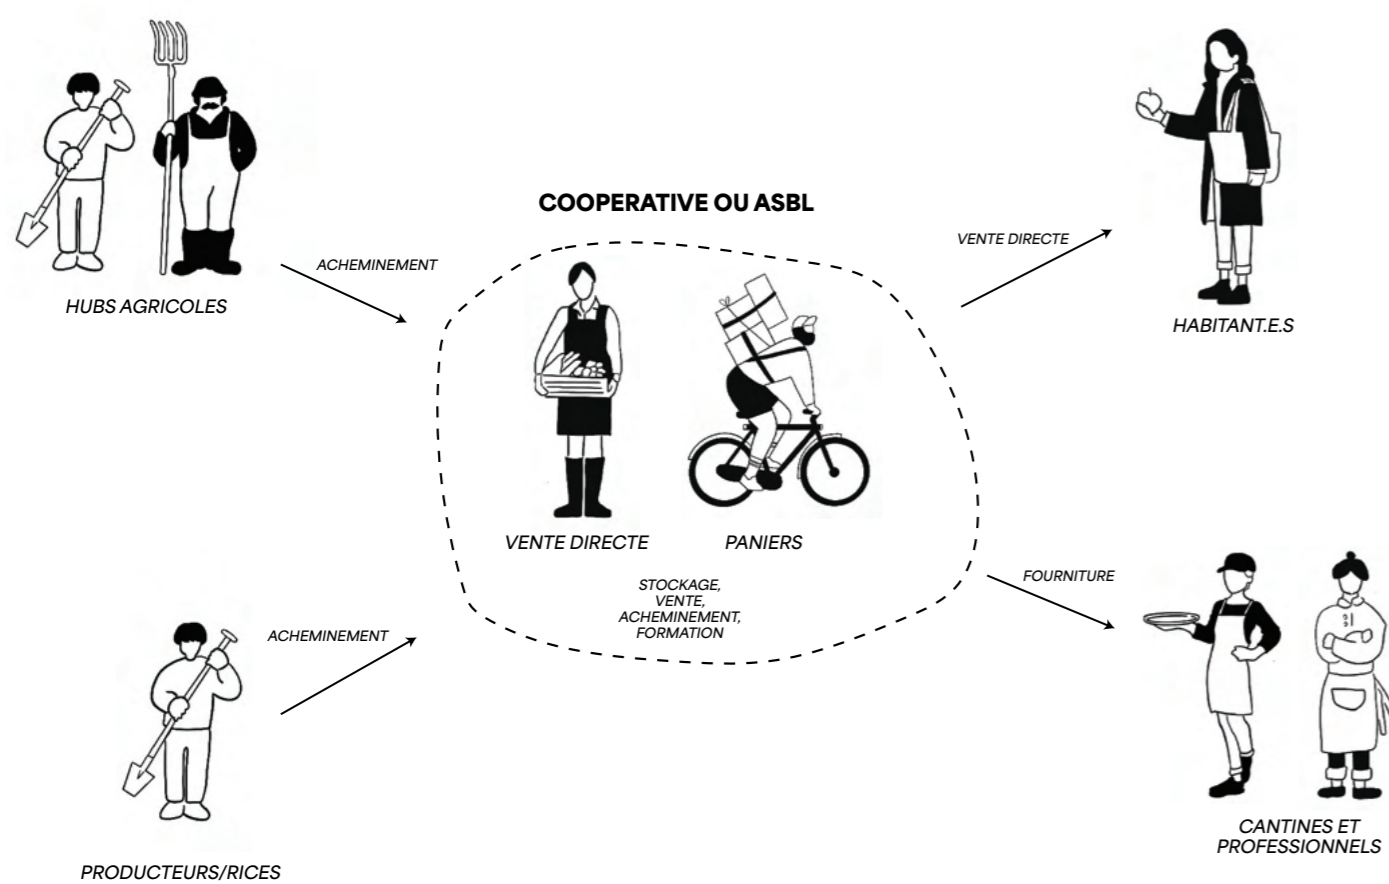 COOPERATIVE OU ASBL
ACHEMINEMENT
HUBS AGRICOLES
VENTE DIRECTE
HABITANT.E.S
VENTE DIRECTE
PANIERS
STOCKAGE,
VENTE,
ACHEMINEMENT,
FORMATION
ACHEMINEMENT
PRODUCTEURS/RICES
FOURNITURE
CANTINES ET
PROFESSIONNELS